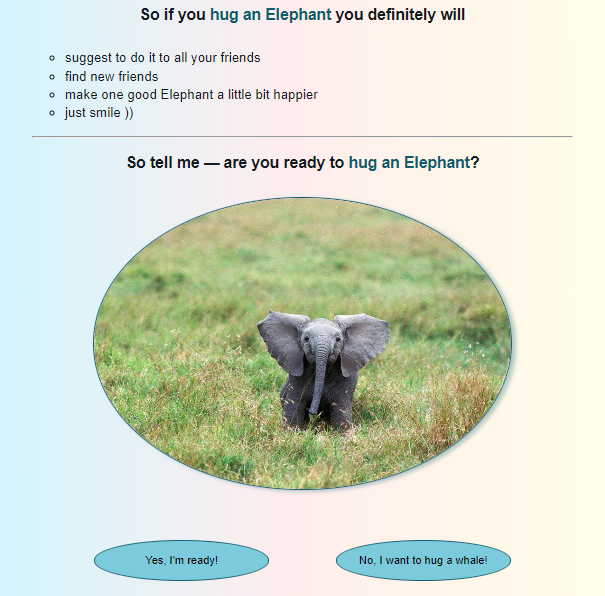 So if you hug an Elephant you definitely will
suggest to do it to all your friends
find new friends
make one good Elephant a little bit happier
just smile ))
So tell me — are you ready to hug an Elephant?
Yes, I'm ready!
No, I want to hug a whale!